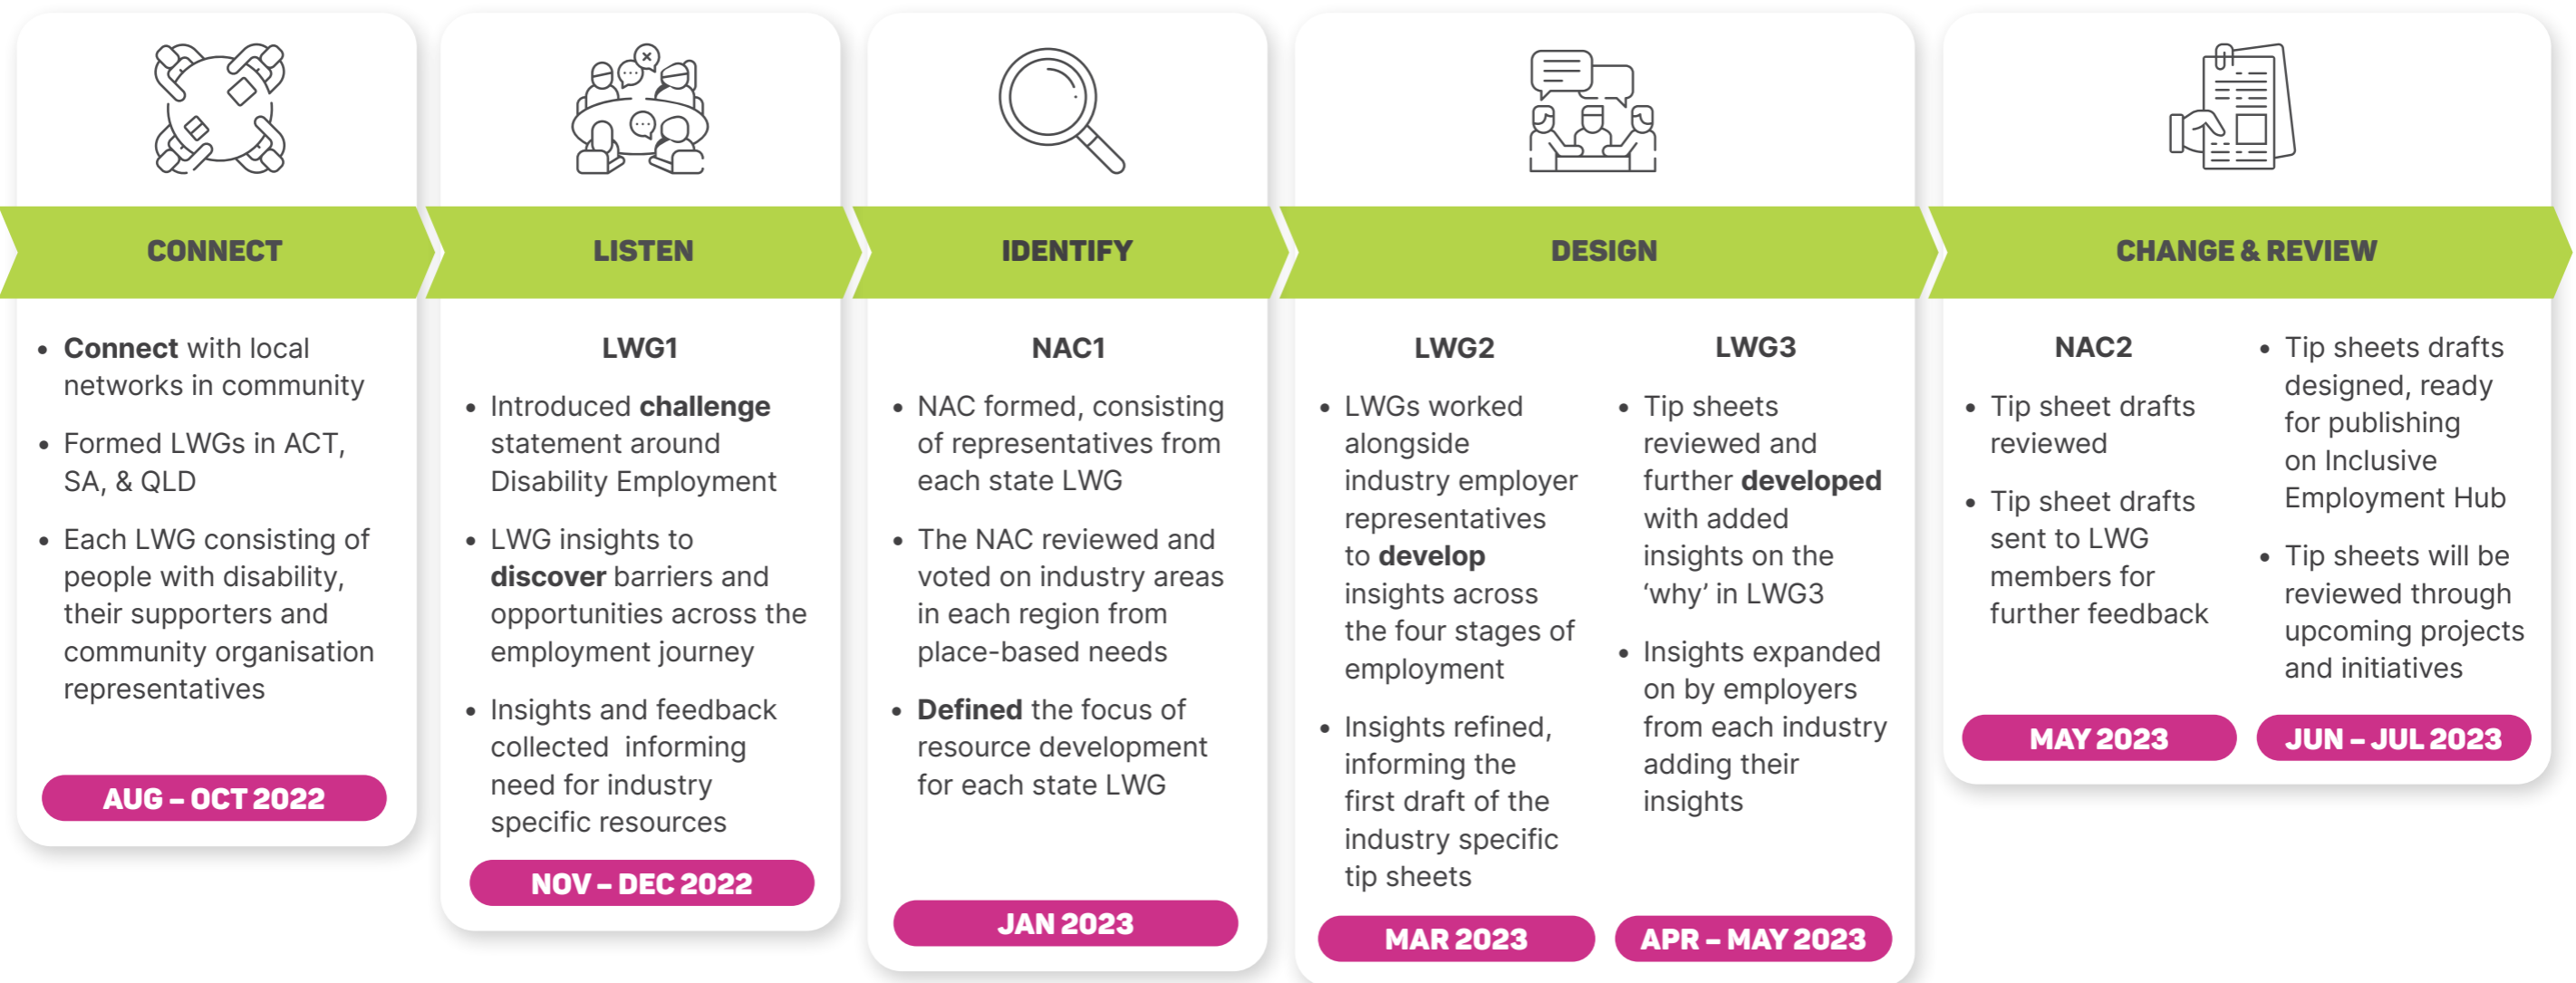 CONNECT
• Connect with local
networks in community
• Formed LWGs in ACT,
SA, & QLD
• Each LWG consisting of
people with disability,
their supporters and
community organisation
representatives
AUG – OCT 2022
LISTEN
LWG1
• Introduced challenge
statement around
Disability Employment
• LWG insights to
discover barriers and
opportunities across the
employment journey
• Insights and feedback
collected informing
need for industry
specific resources
NOV – DEC 2022
IDENTIFY
NAC1
• NAC formed, consisting
of representatives from
each state LWG
• The NAC reviewed and
voted on industry areas
in each region from
place-based needs
• Defined the focus of
resource development
for each state LWG
JAN 2023
DESIGN
LWG2
• LWGs worked
alongside
industry employer
representatives
to develop
insights across
the four stages of
employment
• Insights refined,
informing the
first draft of the
industry specific
tip sheets
MAR 2023
LWG3
• Tip sheets
reviewed and
further developed
with added
insights on the
‘why’ in LWG3
• Insights expanded
on by employers
from each industry
adding their
insights
APR – MAY 2023
CHANGE & REVIEW
NAC2
• Tip sheet drafts
reviewed
• Tip sheet drafts
sent to LWG
members for
further feedback
MAY 2023
• Tip sheets drafts
designed, ready
for publishing
on Inclusive
Employment Hub
• Tip sheets will be
reviewed through
upcoming projects
and initiatives
JUN – JUL 2023